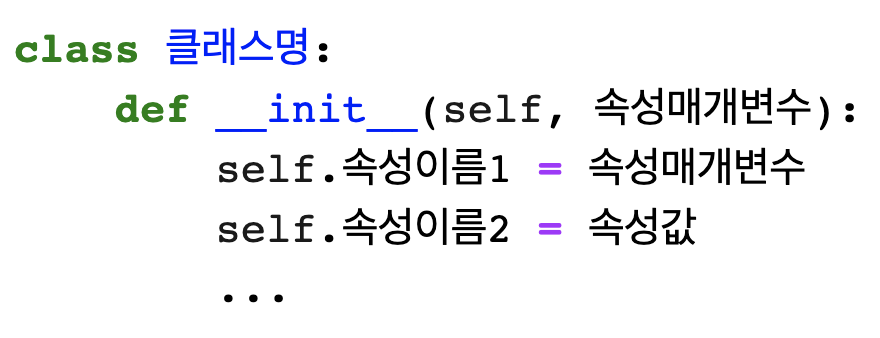 class 클래스명:
    def __init__(self, 속성매개변수):
        self.속성이름1 = 속성매개변수
        self.속성이름2 = 속성값
        ...